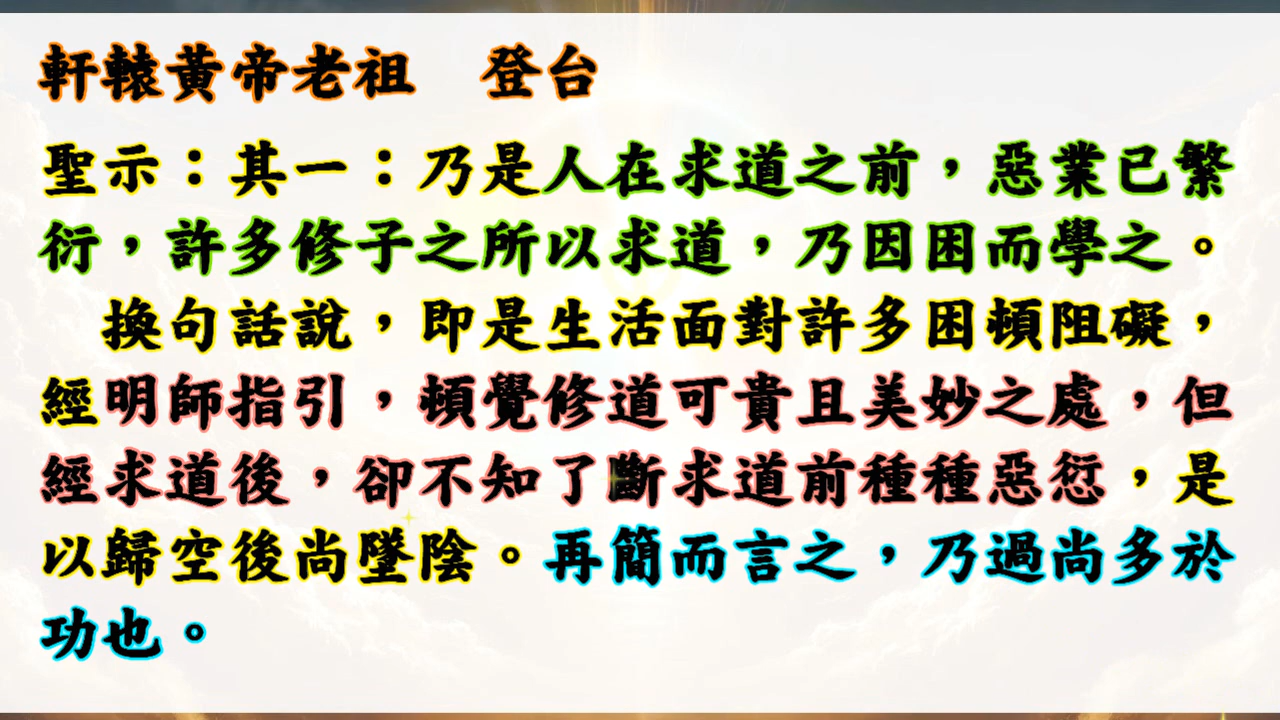 軒轅黃帝老祖　登台
聖示：其一：乃是人在求道之前，惡業已繁
衍，許多修子之所以求道，乃因困而學之。
　換句話說，即是生活面對許多困頓阻礙，
經明師指引，頓覺修道可貴且美妙之處，但
經求道後，卻不知了斷求道前種種惡愆，是
以歸空後尚墜陰。再簡而言之，乃過尚多於
功也。